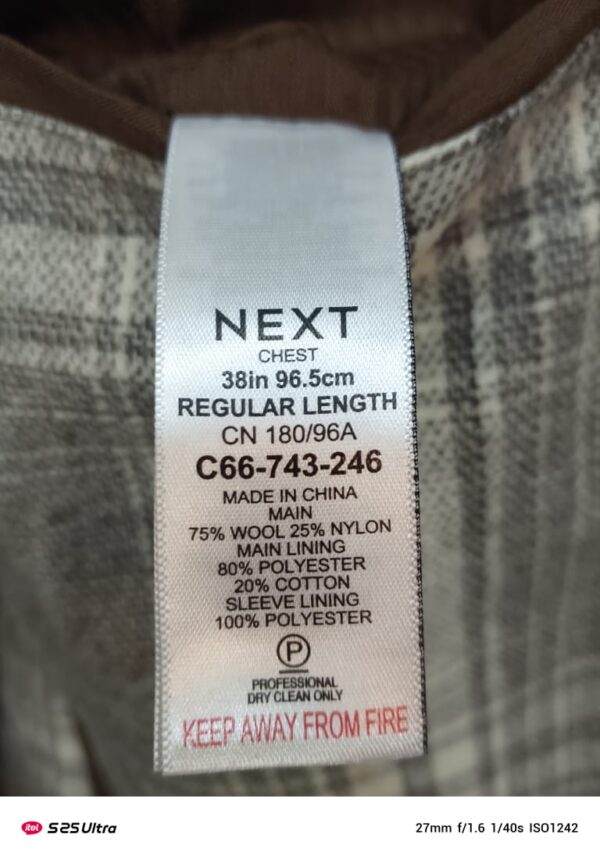 NEXT
CHEST
38in 96.5cm
REGULAR LENGTH
CN 180/96A
C66-743-246
MADE IN CHINA
MAIN
75% WOOL 25% NYLON
MAIN LINING
80% POLYESTER
20% COTTON
SLEEVE LINING
100% POLYESTER
P
PROFESSIONAL
DRY CLEAN ONLY
KEEP AWAY FROM FIRE
itel S25 Ultra 27mm f/1.6 1/40s ISO1242